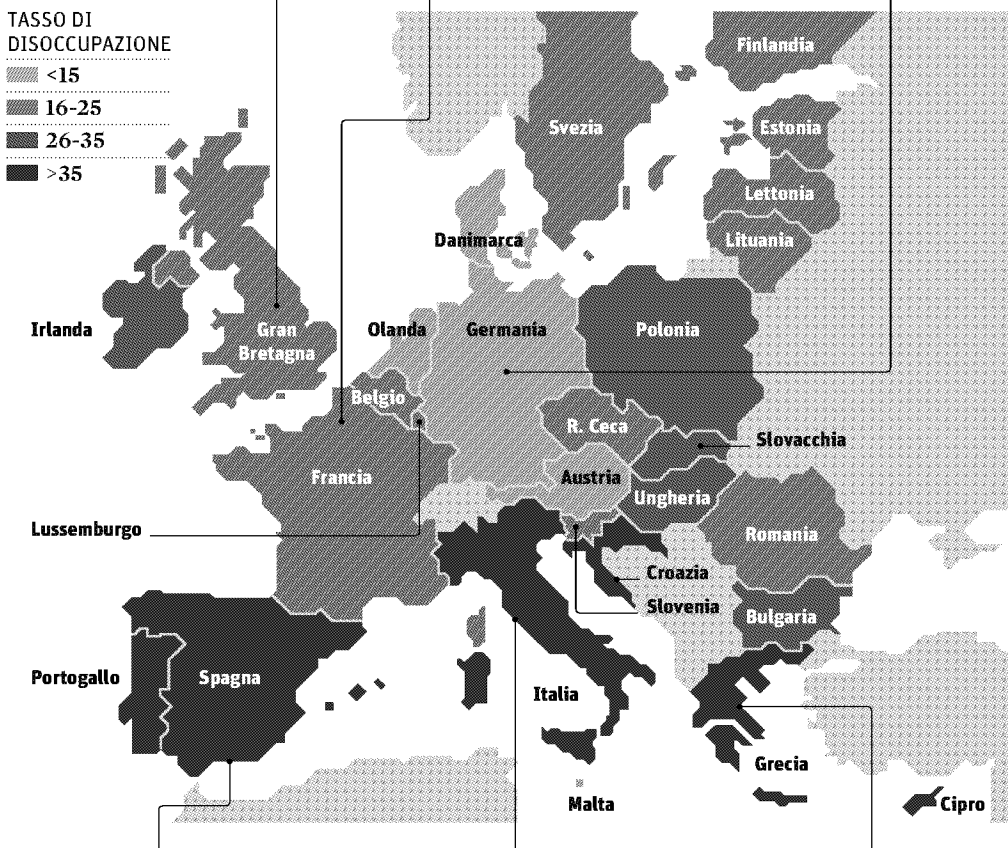 TASSO DI
DISOCCUPAZIONE
<15
16-25
26-35
>35
Finlandia
Svezia
Estonia
Lettonia
Danimarca
Lituania
Irlanda
Gran
Bretagna
Olanda
Germania
Polonia
Belgio
R. Ceca
Slovacchia
Francia
Austria
Ungheria
Lussemburgo
Romania
Croazia
Slovenia
Bulgaria
Portogallo
Spagna
Italia
Grecia
Malta
Cipro